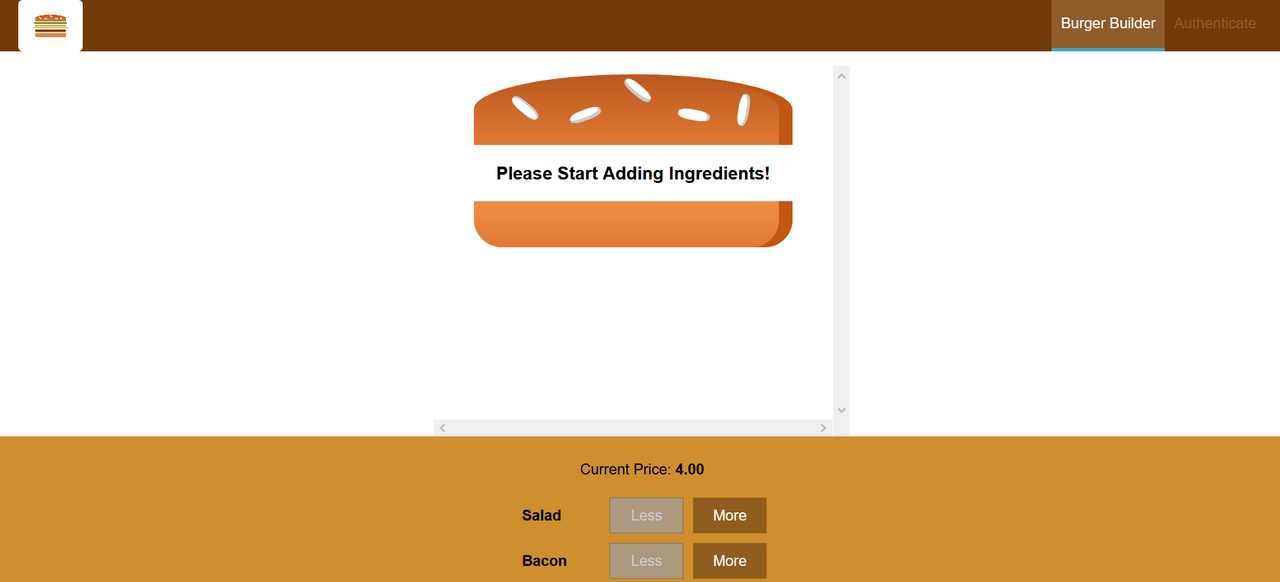 Burger Builder Authenticate
Please Start Adding Ingredients!
Current Price: 4.00
Salad Less More
Bacon Less More